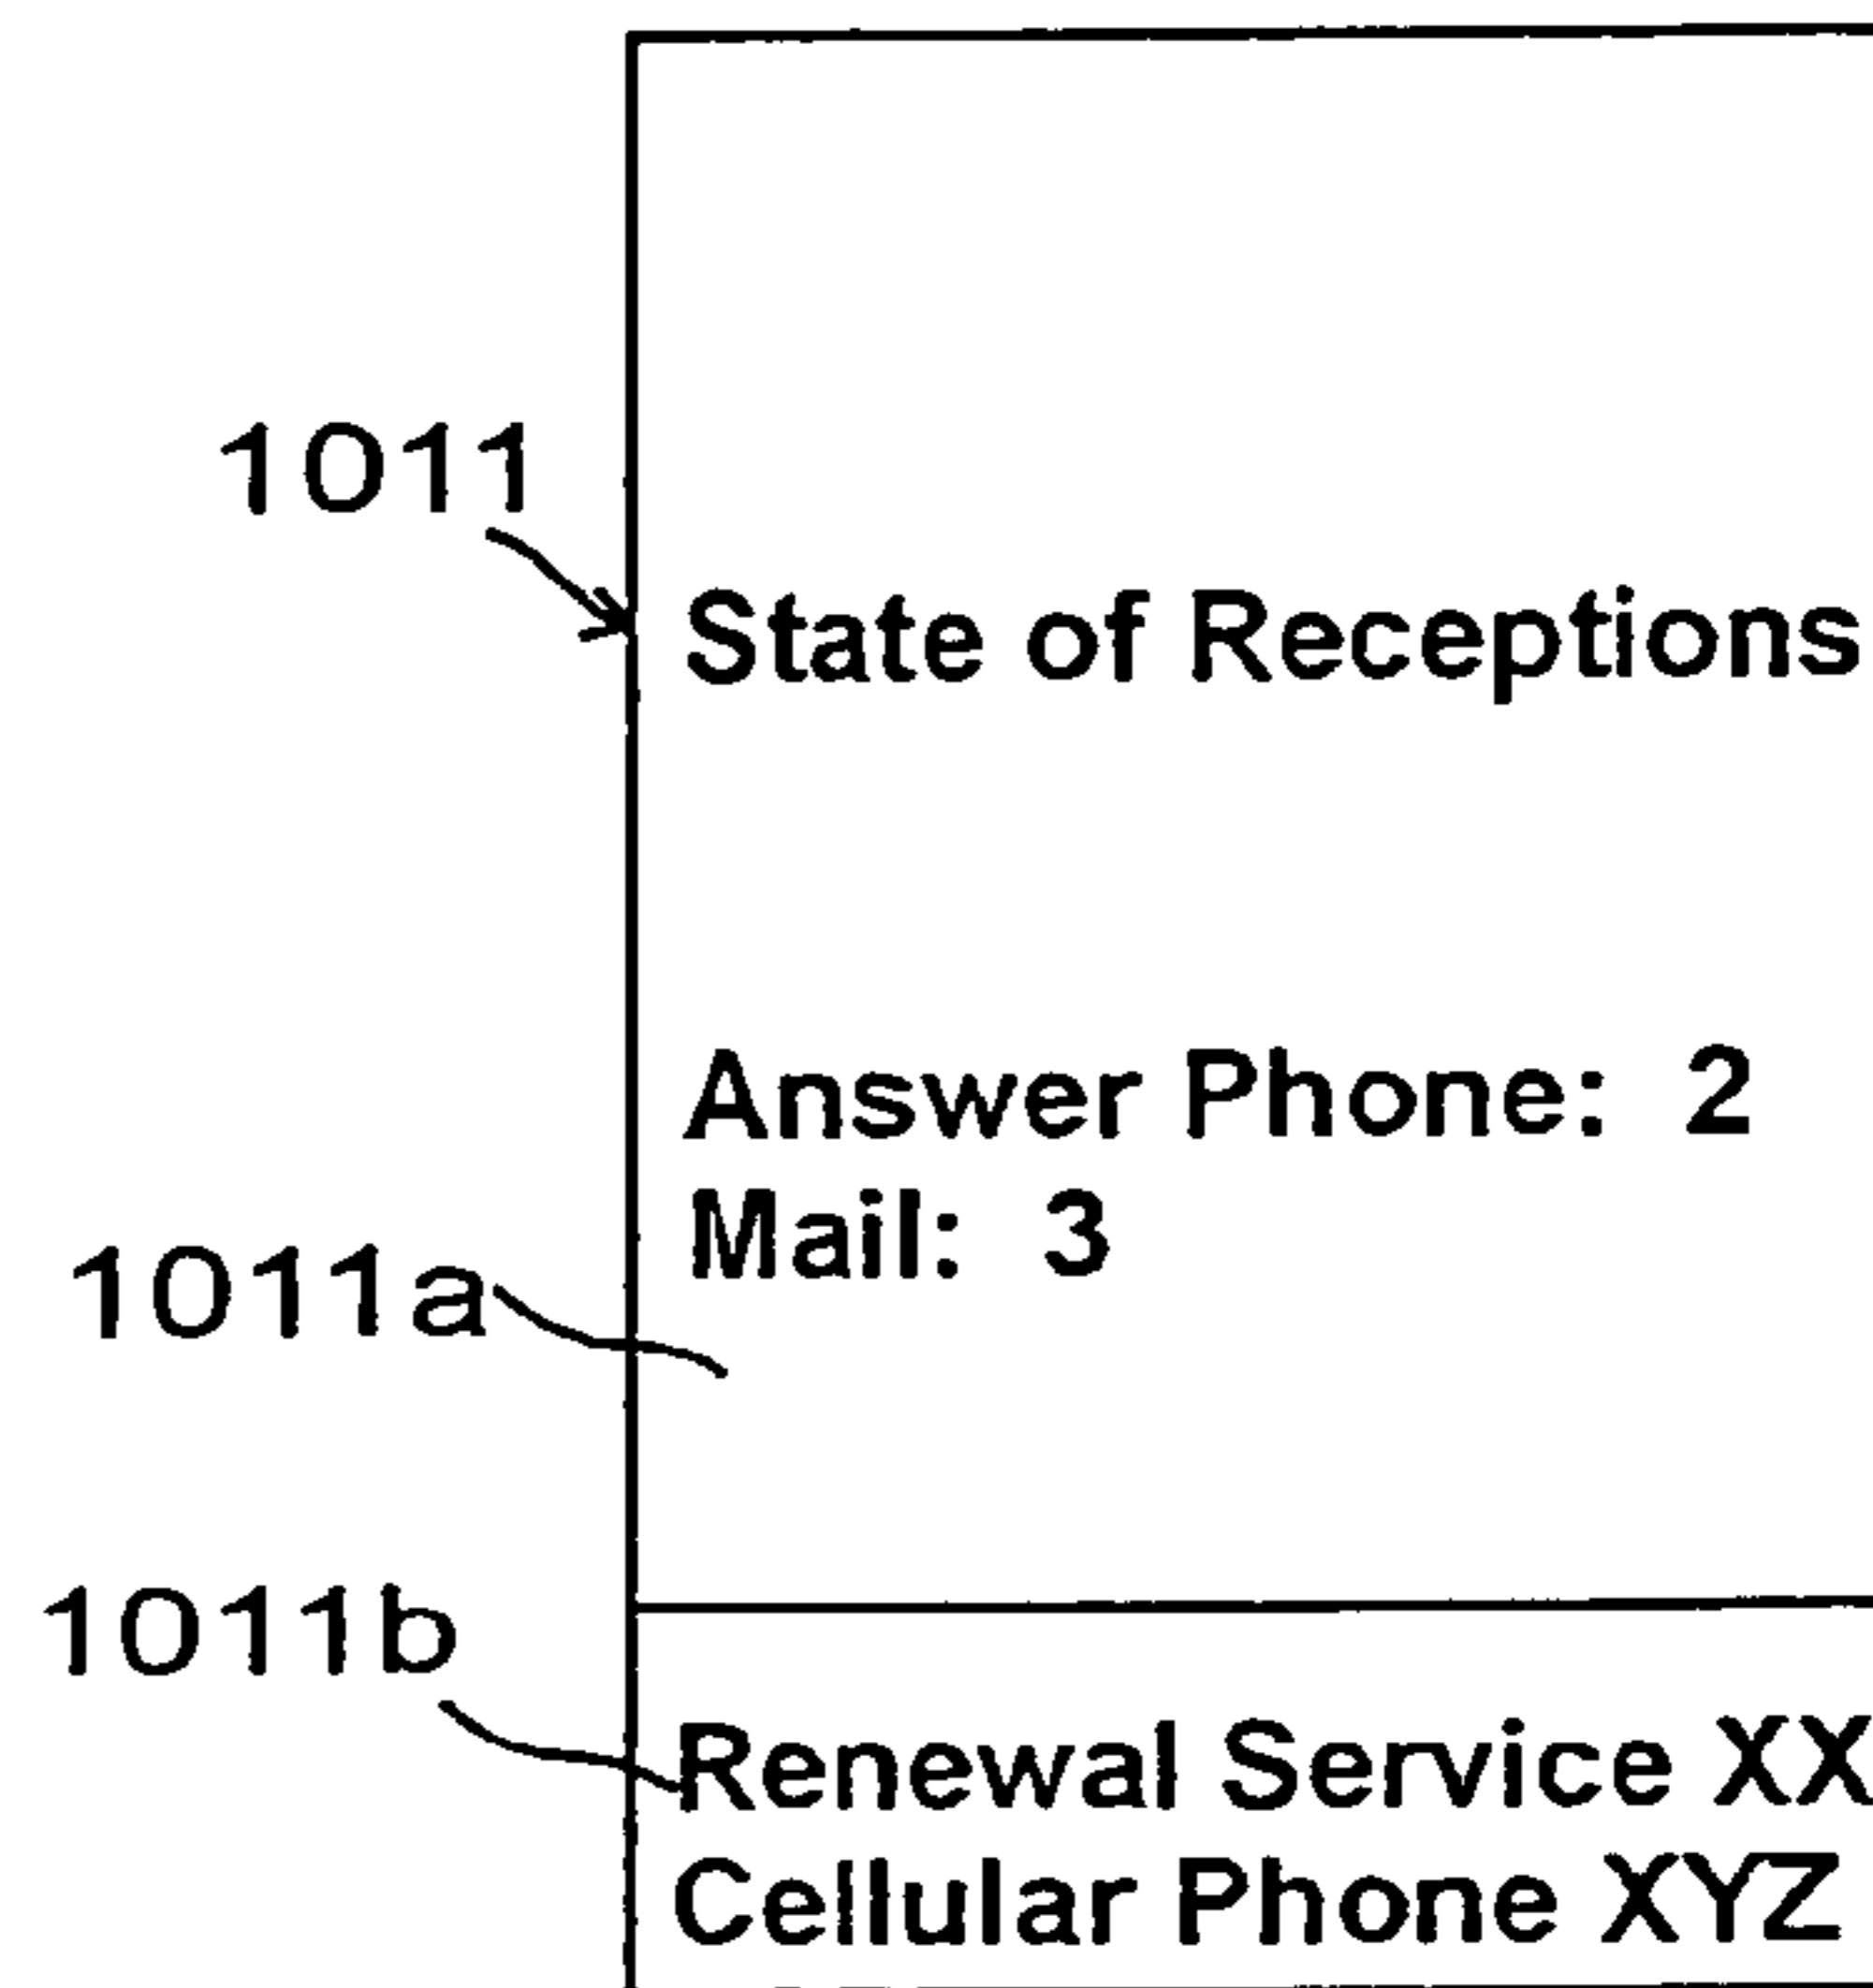 1011
State of Receptions
Answer Phone: 2
Mail: 3
1011a
1011b
Renewal Service XX
Cellular Phone XYZ